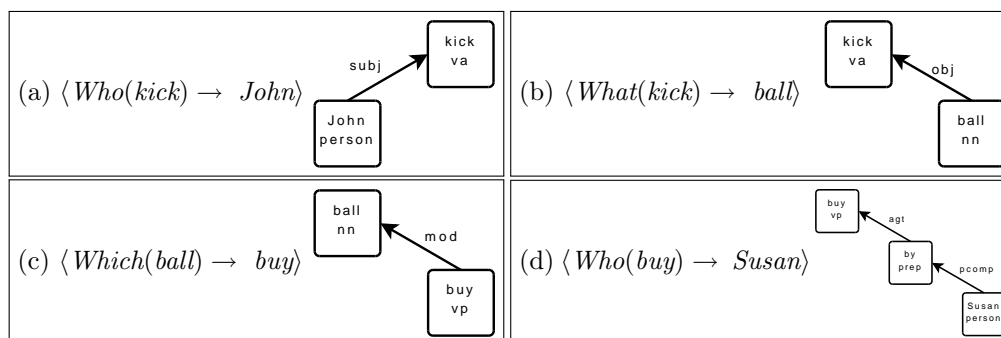 (a) ⟨Who(kick) → John⟩
subj
kick
va
John
person
(b) ⟨What(kick) → ball⟩
kick
va
obj
ball
nn
(c) ⟨Which(ball) → buy⟩
ball
nn
mod
buy
vp
(d) ⟨Who(buy) → Susan⟩
buy
vp
agt
by
prep
pcomp
Susan
person